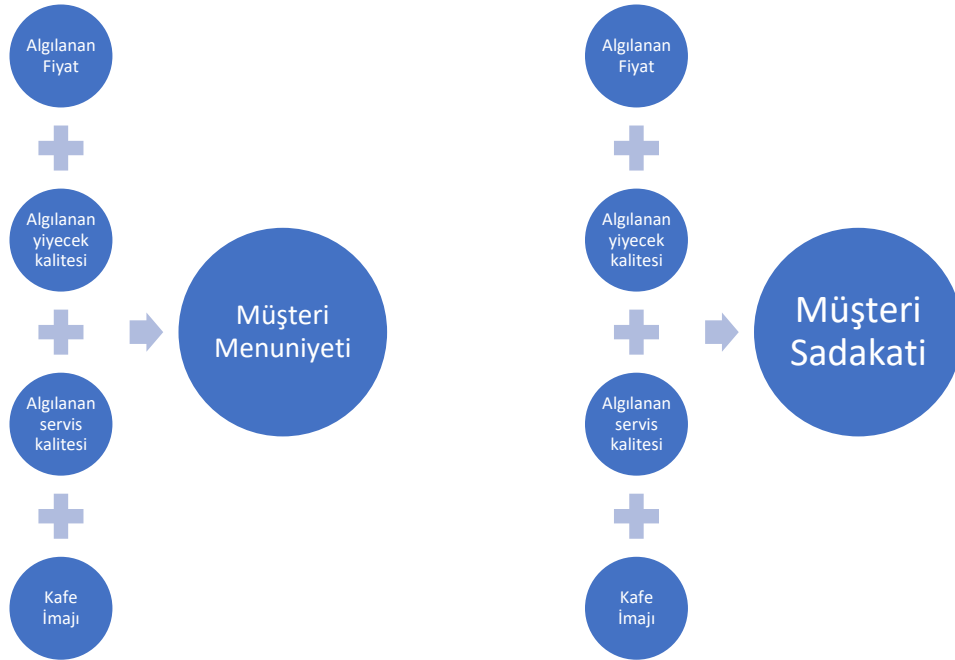 Algılanan
Fiyat
Algılanan
yiyecek
kalitesi
Algılanan
servis
kalitesi
Kafe
İmajı
Müşteri
Menuniyeti
Algılanan
Fiyat
Algılanan
yiyecek
kalitesi
Algılanan
servis
kalitesi
Kafe
İmajı
Müşteri
Sadakati